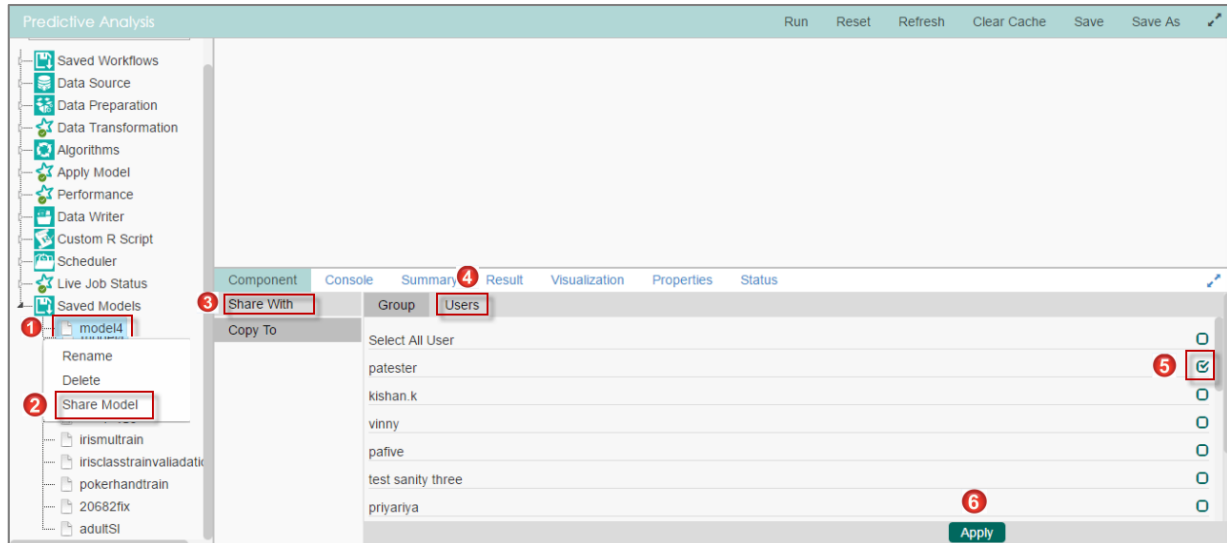 Predictive Analysis
Run Reset Refresh Clear Cache Save Save As
Saved Workflows
Data Source
Data Preparation
Data Transformation
Algorithms
Apply Model
Performance
Data Writer
Custom R Script
Scheduler
Live Job Status
Saved Models
1 model4
Rename
Delete
2 Share Model
irismultrain
irisclasstrainvaliadatic
pokerhandtrain
20682fix
adultSI
Component Console Summary 4 Result Visualization Properties Status
3 Share With
Copy To
Group Users
Select All User
patester 5
kishan.k
vinny
pafive
test sanity three
priyariya
6
Apply